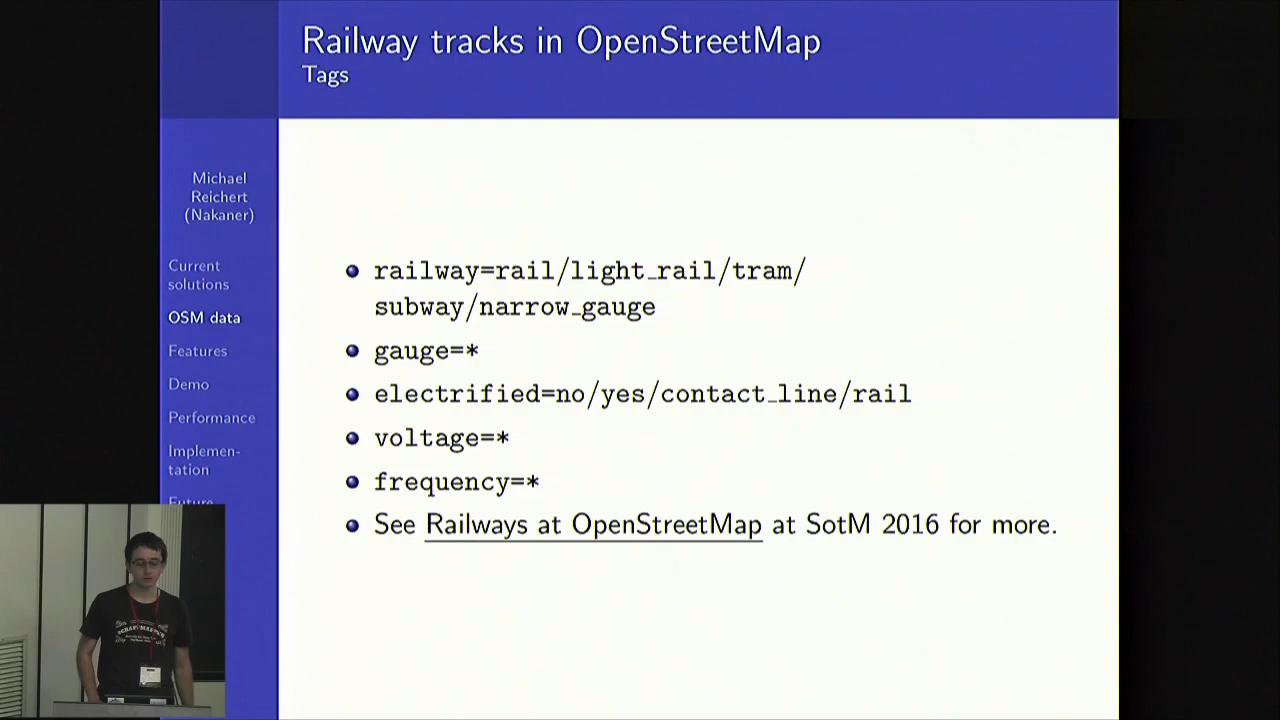 Railway tracks in OpenStreetMap
Tags
Michael
Reichert
(Nakaner)
Current
solutions
OSM data
Features
Demo
Performance
Implemen-
tation
Future
railway=rail/light_rail/tram/
subway/narrow_gauge
gauge=*
electrified=no/yes/contact_line/rail
voltage=*
frequency=*
See Railways at OpenStreetMap at SotM 2016 for more.